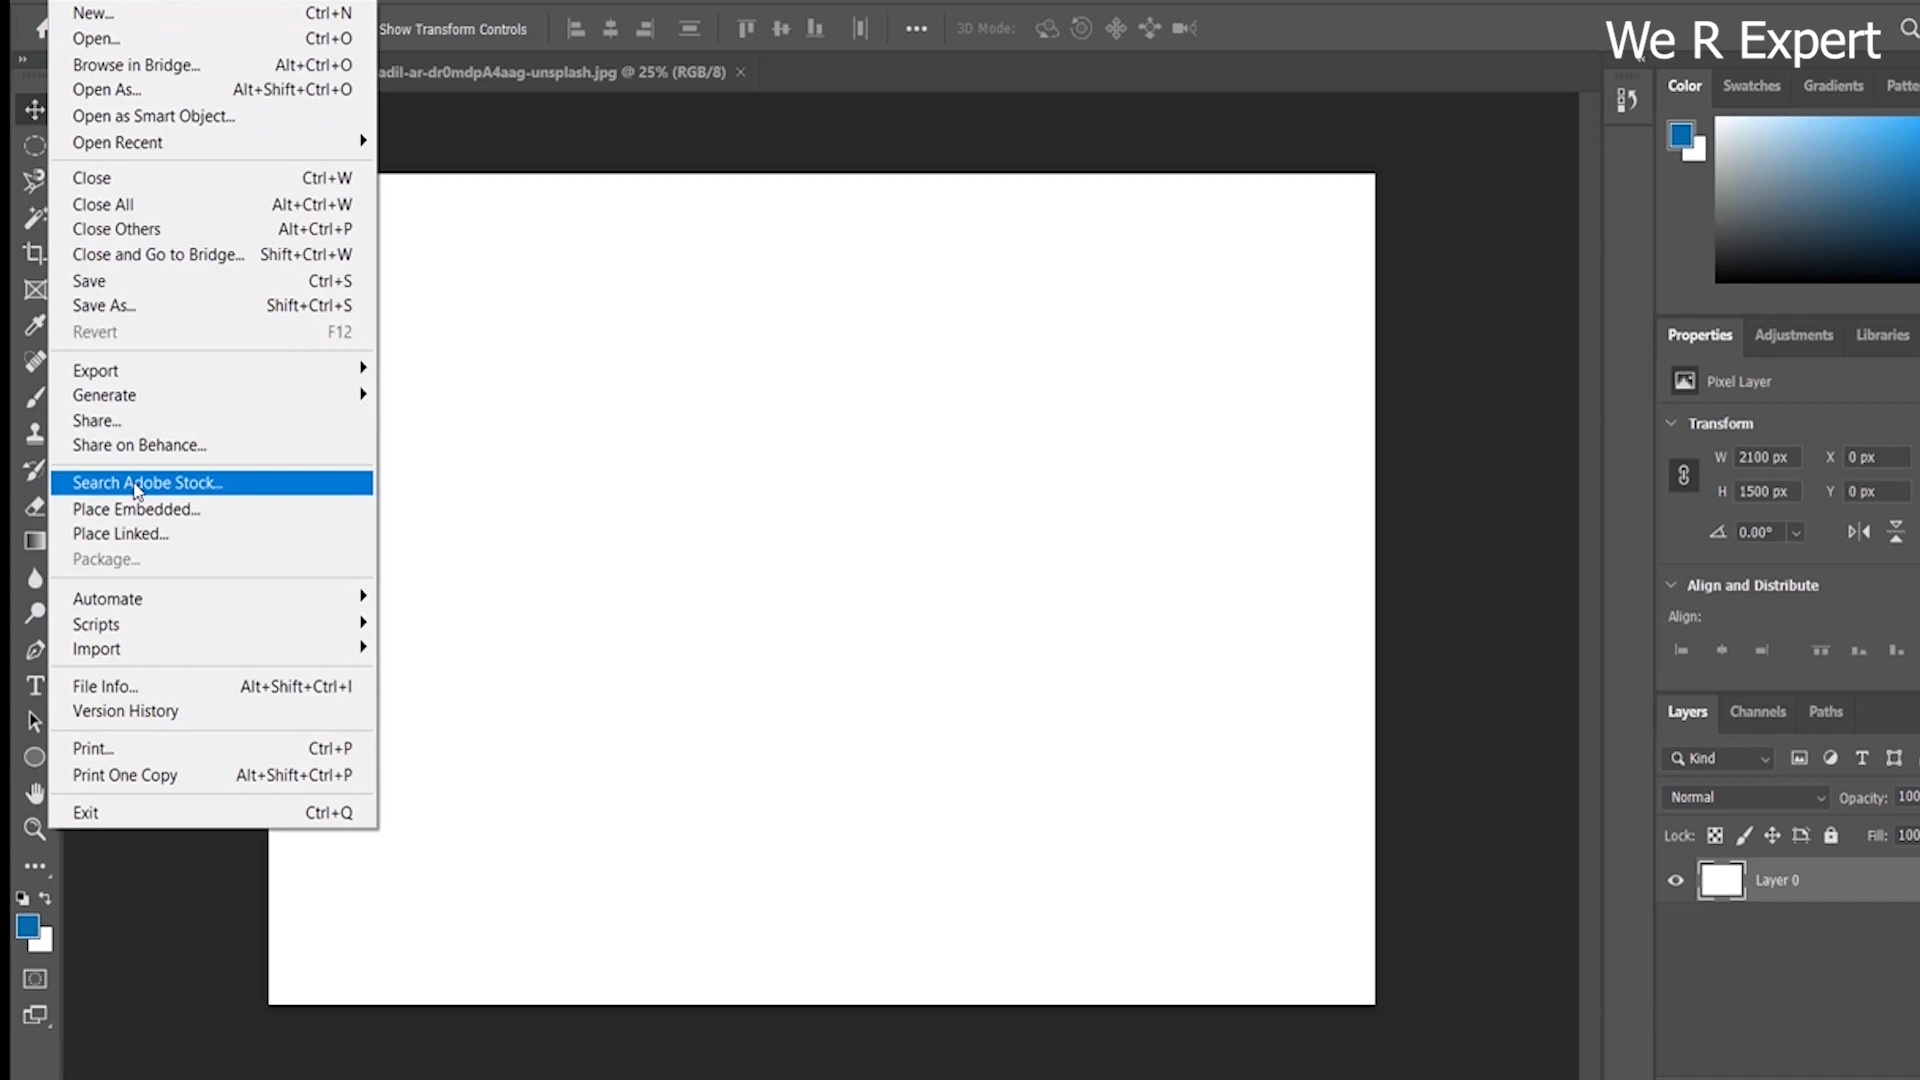 New... Ctrl+N
Open... Ctrl+O
Browse in Bridge... Alt+Ctrl+O
Open As... Alt+Shift+Ctrl+O
Open as Smart Object...
Open Recent
Close Ctrl+W
Close All Alt+Ctrl+W
Close Others Alt+Ctrl+P
Close and Go to Bridge... Shift+Ctrl+W
Save Ctrl+S
Save As... Shift+Ctrl+S
Revert F12
Export
Generate
Share...
Share on Behance...
Search Adobe Stock...
Place Embedded...
Place Linked...
Package...
Automate
Scripts
Import
File Info... Alt+Shift+Ctrl+I
Version History
Print... Ctrl+P
Print One Copy Alt+Shift+Ctrl+P
Exit Ctrl+Q
Show Transform Controls 3D Mode:
adil-ar-dr0mdpA4aag-unsplash.jpg @ 25% (RGB/8)
We R Expert
Color Swatches Gradients
Properties Adjustments Libraries
Pixel Layer
Transform
W 2100 px X 0 px
H 1500 px Y 0 px
0.00°
Align and Distribute
Align:
Layers Channels Paths
Kind
Normal Opacity: 100
Lock: Fill: 100
Layer 0